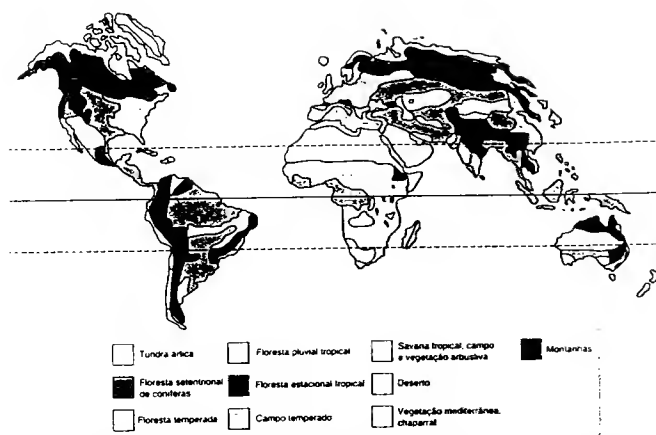 Tundra ártica
Floresta pluvial tropical
Savana tropical, campo
e vegetação arbustiva
Montanhas
Floresta setentrional
de coníferas
Floresta estacional tropical
Deserto
Floresta temperada
Campo temperado
Vegetação mediterrânea,
chaparral